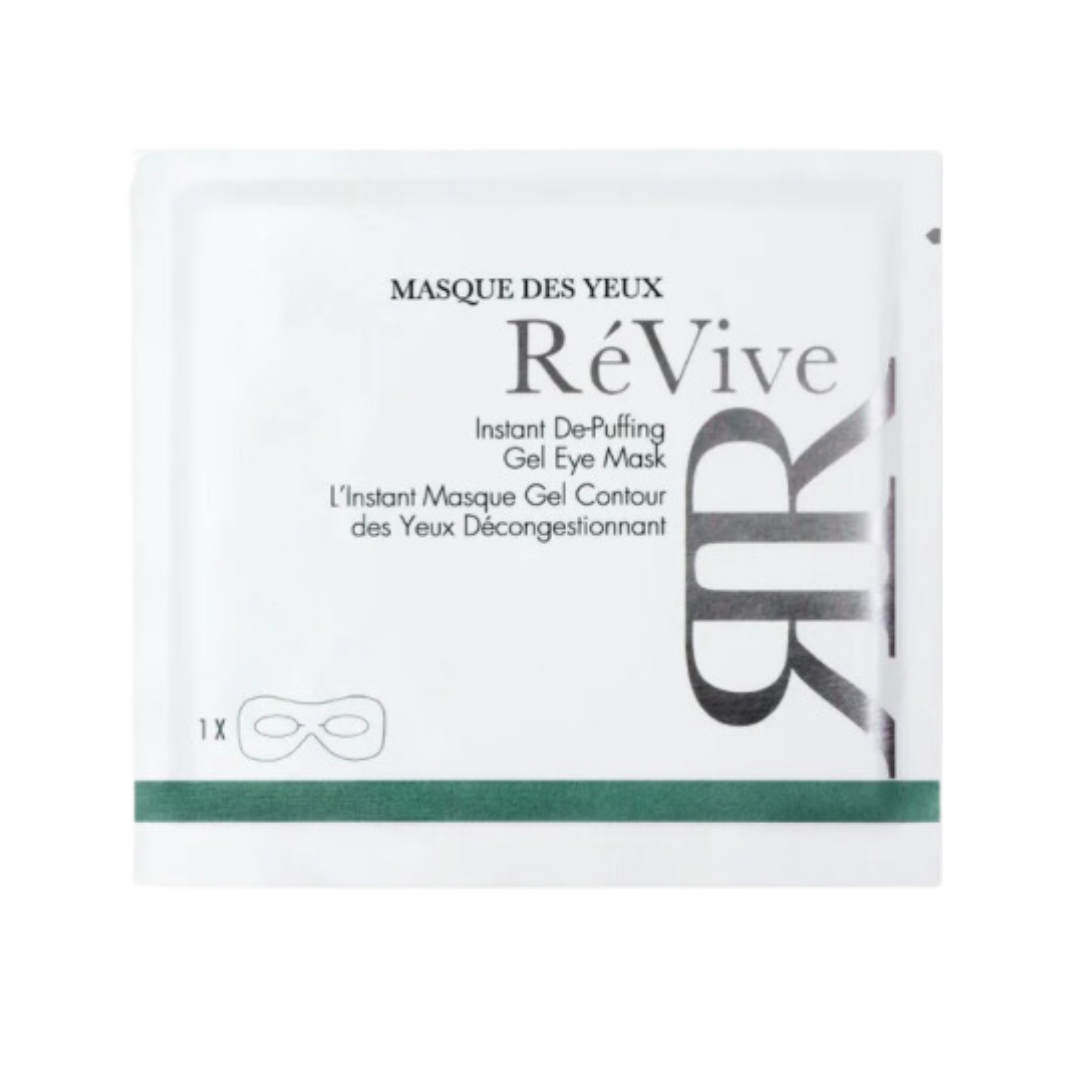 MASQUE DES YEUX
RéVive
Instant De-Puffing
Gel Eye Mask
L'Instant Masque Gel Contour
des Yeux Décongestionnant
1 X